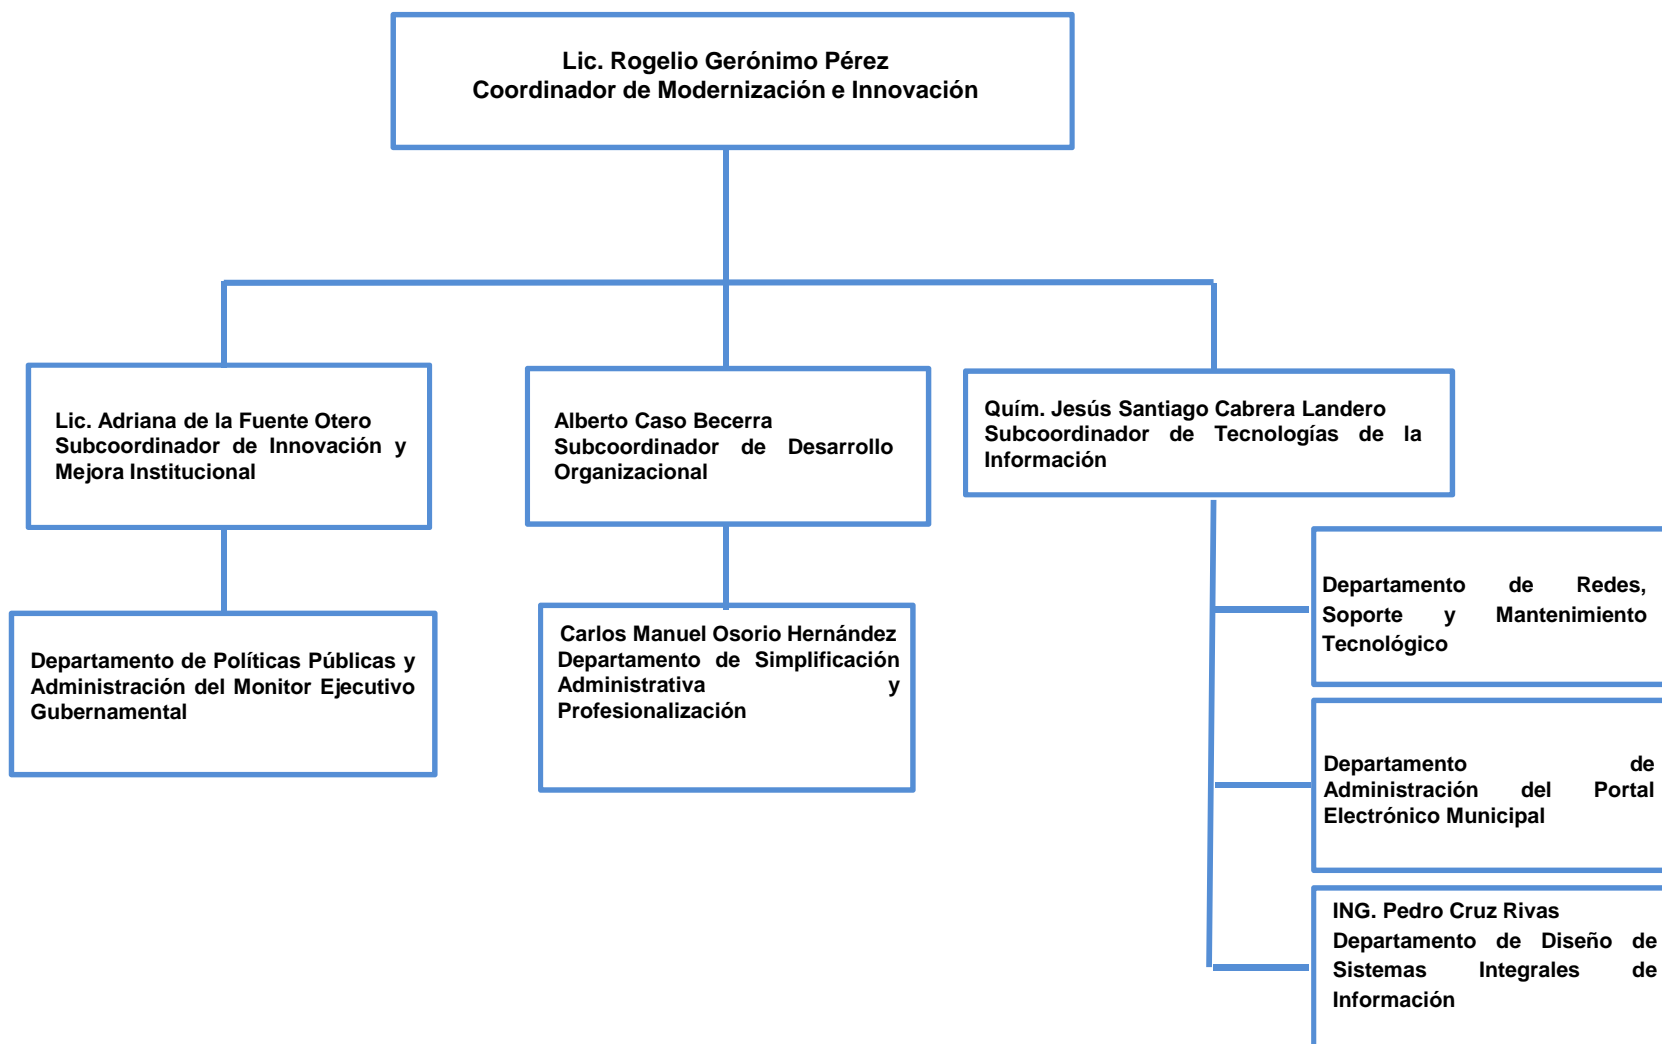 Lic. Rogelio Gerónimo Pérez
Coordinador de Modernización e Innovación
Lic. Adriana de la Fuente Otero
Subcoordinador de Innovación y
Mejora Institucional
Alberto Caso Becerra
Subcoordinador de Desarrollo
Organizacional
Quím. Jesús Santiago Cabrera Landero
Subcoordinador de Tecnologías de la
Información
Departamento de Políticas Públicas y
Administración del Monitor Ejecutivo
Gubernamental
Carlos Manuel Osorio Hernández
Departamento de Simplificación
Administrativa y
Profesionalización
Departamento de Redes,
Soporte y Mantenimiento
Tecnológico
Departamento de
Administración del Portal
Electrónico Municipal
ING. Pedro Cruz Rivas
Departamento de Diseño de
Sistemas Integrales de
Información